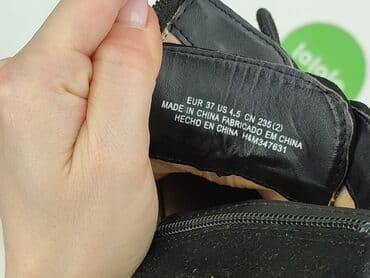 EUR 37 US 4.5 CN 235(2)
MADE IN CHINA FABRICADO EM CHINA
HECHO EN CHINA H&M347631